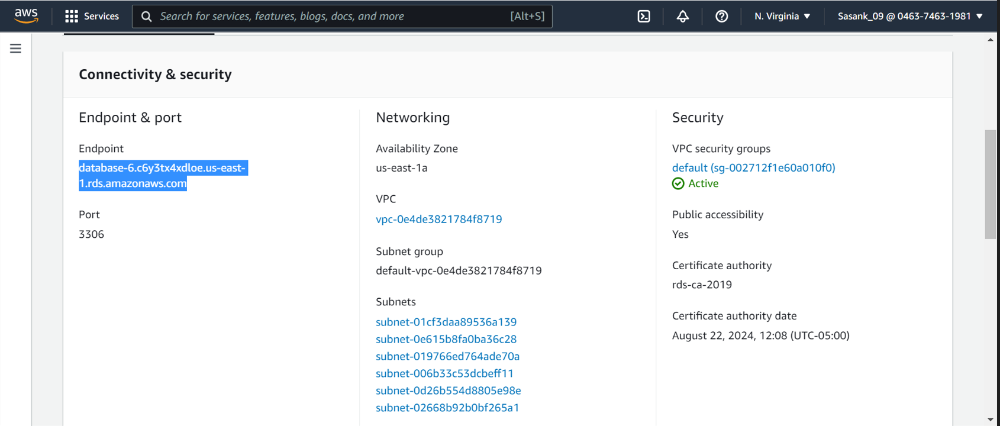 aws
Services
Search for services, features, blogs, docs, and more
[Alt+S]
N. Virginia
Sasank_09 @ 0463-7463-1981
Connectivity & security
Endpoint & port
Endpoint
database-6.c6y3tx4xdloe.us-east-
1.rds.amazonaws.com
Port
3306
Networking
Availability Zone
us-east-1a
VPC
vpc-0e4de3821784f8719
Subnet group
default-vpc-0e4de3821784f8719
Subnets
subnet-01cf3daa89536a139
subnet-0e615b8fa0ba36c28
subnet-019766ed764ade70a
subnet-006b33c53dcbeff11
subnet-0d26b554d8805e98e
subnet-02668b92b0bf265a1
Security
VPC security groups
default (sg-002712f1e60a010f0)
Active
Public accessibility
Yes
Certificate authority
rds-ca-2019
Certificate authority date
August 22, 2024, 12:08 (UTC-05:00)